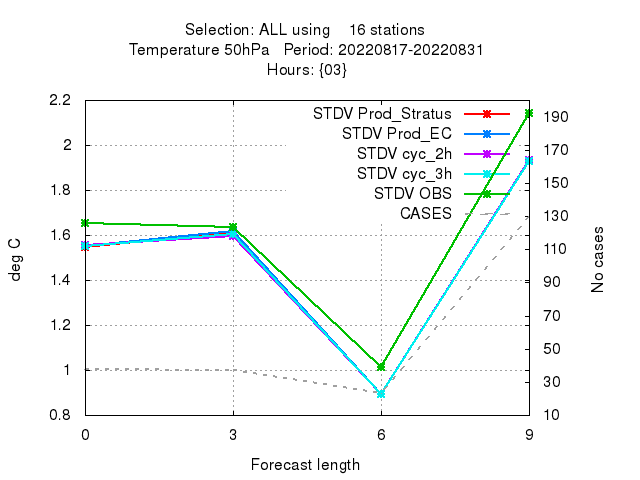 Selection: ALL using 16 stations
Temperature 50hPa Period: 20220817-20220831
Hours: {03}
STDV Prod_Stratus
STDV Prod_EC
STDV cyc_2h
STDV cyc_3h
STDV OBS
CASES
deg C
2.2
2
1.8
1.6
1.4
1.2
1
0.8
190
170
150
130
110
90
70
50
30
10
No cases
0 3 6 9
Forecast length